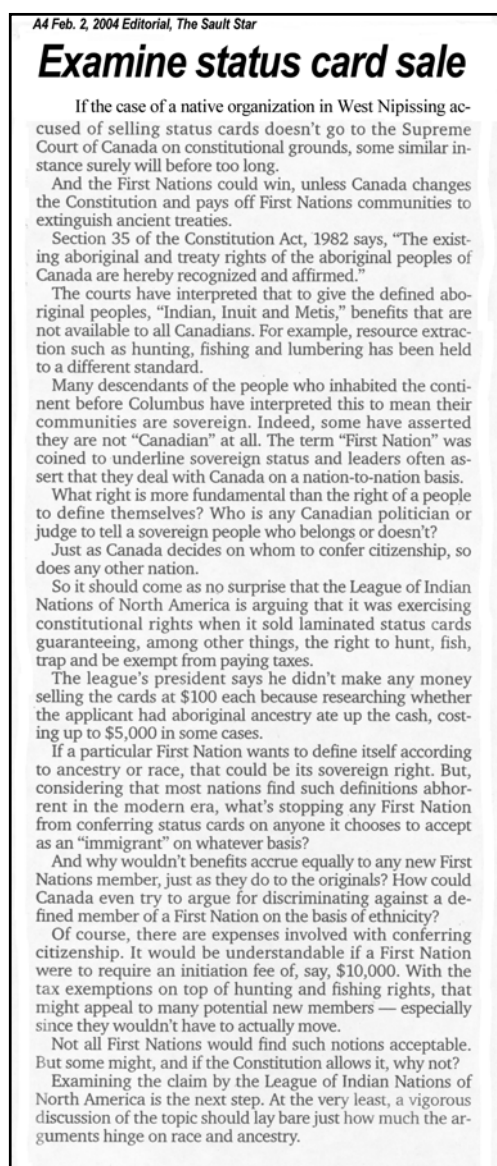 A4 Feb. 2, 2004 Editorial, The Sault Star
Examine status card sale
If the case of a native organization in West Nipissing ac-
cused of selling status cards doesn't go to the Supreme
Court of Canada on constitutional grounds, some similar in-
stance surely will before too long.
And the First Nations could win, unless Canada changes
the Constitution and pays off First Nations communities to
extinguish ancient treaties.
Section 35 of the Constitution Act, 1982 says, "The exist-
ing aboriginal and treaty rights of the aboriginal peoples of
Canada are hereby recognized and affirmed."
The courts have interpreted that to give the defined abo-
riginal peoples, "Indian, Inuit and Metis," benefits that are
not available to all Canadians. For example, resource extrac-
tion such as hunting, fishing and lumbering has been held
to a different standard.
Many descendants of the people who inhabited the conti-
nent before Columbus have interpreted this to mean their
communities are sovereign. Indeed, some have asserted
they are not "Canadian" at all. The term "First Nation" was
coined to underline sovereign status and leaders often as-
sert that they deal with Canada on a nation-to-nation basis.
What right is more fundamental than the right of a people
to define themselves? Who is any Canadian politician or
judge to tell a sovereign people who belongs or doesn't?
Just as Canada decides on whom to confer citizenship, so
does any other nation.
So it should come as no surprise that the League of Indian
Nations of North America is arguing that it was exercising
constitutional rights when it sold laminated status cards
guaranteeing, among other things, the right to hunt, fish,
trap and be exempt from paying taxes.
The league's president says he didn't make any money
selling the cards at $100 each because researching whether
the applicant had aboriginal ancestry ate up the cash, cost-
ing up to $5,000 in some cases.
If a particular First Nation wants to define itself according
to ancestry or race, that could be its sovereign right. But,
considering that most nations find such definitions abhor-
rent in the modern era, what's stopping any First Nation
from conferring status cards on anyone it chooses to accept
as an "immigrant" on whatever basis?
And why wouldn't benefits accrue equally to any new First
Nations member, just as they do to the originals? How could
Canada even try to argue for discriminating against a de-
fined member of a First Nation on the basis of ethnicity?
Of course, there are expenses involved with conferring
citizenship. It would be understandable if a First Nation
were to require an initiation fee of, say, $10,000. With the
tax exemptions on top of hunting and fishing rights, that
might appeal to many potential new members — especially
since they wouldn't have to actually move.
Not all First Nations would find such notions acceptable.
But some might, and if the Constitution allows it, why not?
Examining the claim by the League of Indian Nations of
North America is the next step. At the very least, a vigorous
discussion of the topic should lay bare just how much the ar-
guments hinge on race and ancestry.